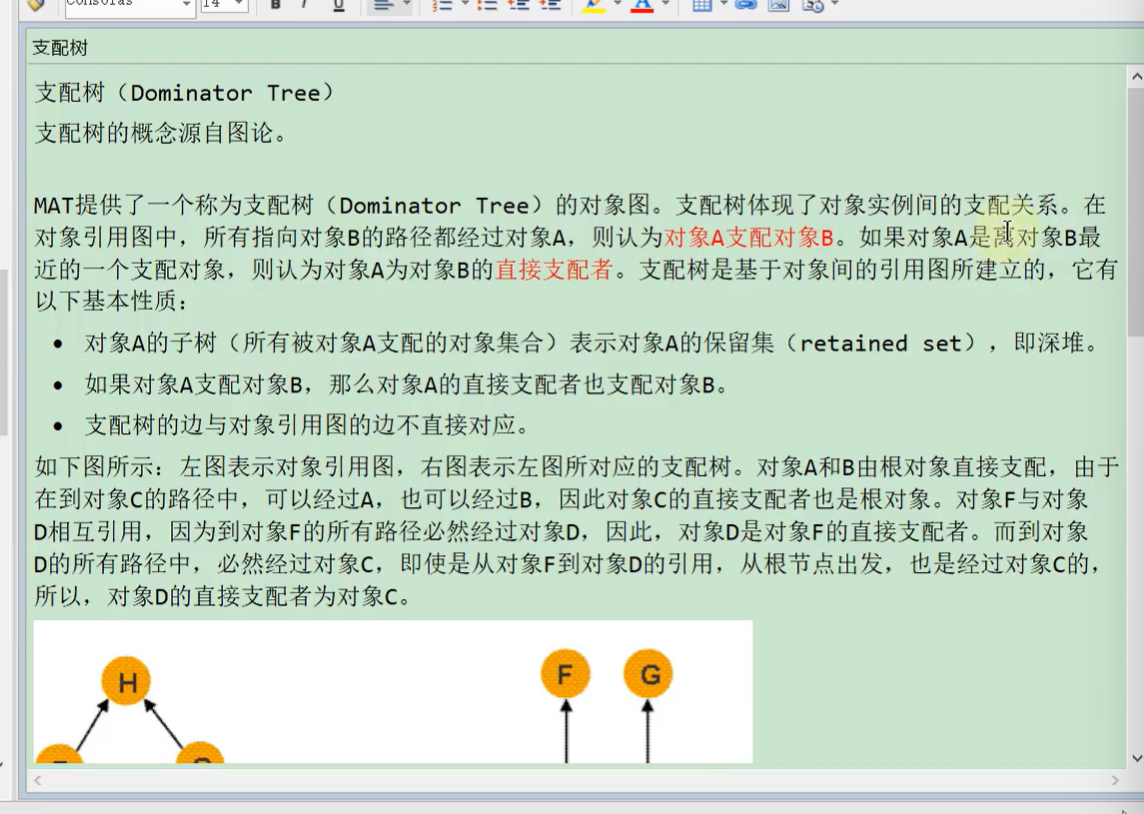 Consolas
14
B I U
支配树
支配树（Dominator Tree）
支配树的概念源自图论。
MAT提供了一个称为支配树（Dominator Tree）的对象图。支配树体现了对象实例间的支配关系。在
对象引用图中，所有指向对象B的路径都经过对象A，则认为对象A支配对象B。如果对象A是离对象B最
近的一个支配对象，则认为对象A为对象B的直接支配者。支配树是基于对象间的引用图所建立的，它有
以下基本性质：
• 对象A的子树（所有被对象A支配的对象集合）表示对象A的保留集（retained set），即深堆。
• 如果对象A支配对象B，那么对象A的直接支配者也支配对象B。
• 支配树的边与对象引用图的边不直接对应。
如下图所示：左图表示对象引用图，右图表示左图所对应的支配树。对象A和B由根对象直接支配，由于
在到对象C的路径中，可以经过A，也可以经过B，因此对象C的直接支配者也是根对象。对象F与对象
D相互引用，因为到对象F的所有路径必然经过对象D，因此，对象D是对象F的直接支配者。而到对象
D的所有路径中，必然经过对象C，即使是从对象F到对象D的引用，从根节点出发，也是经过对象C的，
所以，对象D的直接支配者为对象C。
H
F G